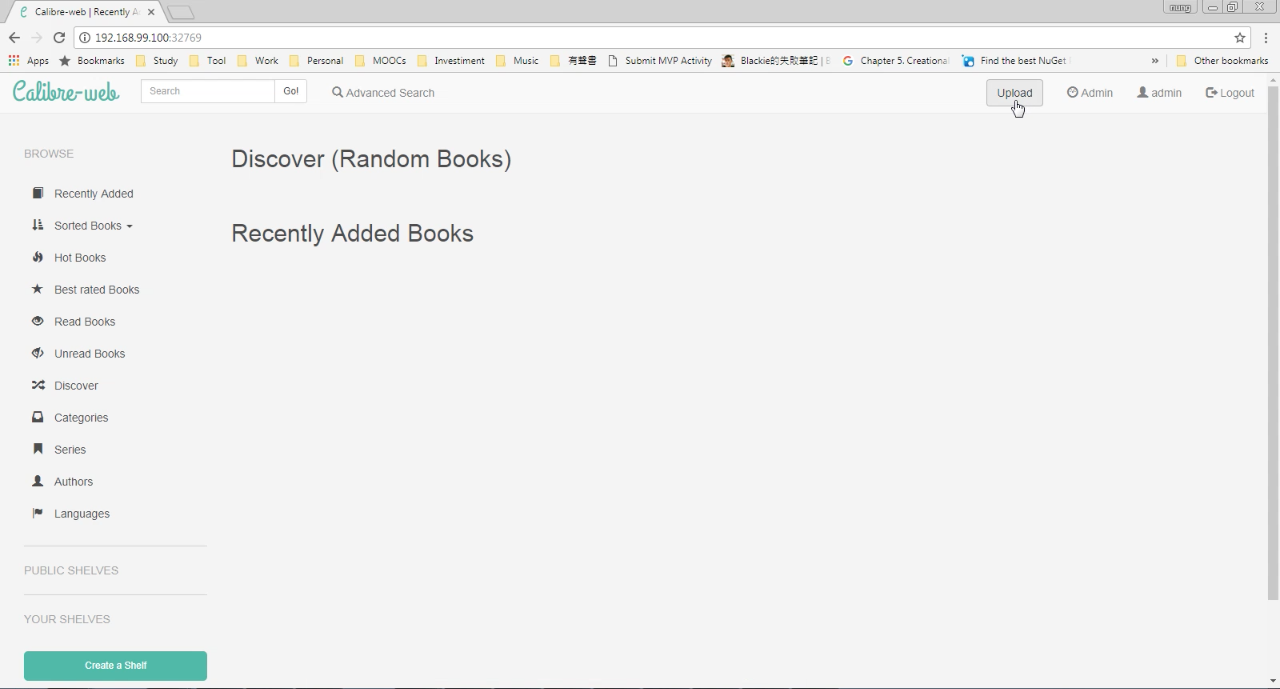 Calibre-web | Recently A
192.168.99.100:32769
Apps Bookmarks Study Tool Work Personal MOOCs Investiment Music 有聲書 Submit MVP Activity Blackie的失敗筆記 | Chapter 5. Creational Find the best NuGet » Other bookmarks
Calibre-web Search Go! Advanced Search Upload Admin admin Logout
BROWSE
Recently Added
Sorted Books
Hot Books
Best rated Books
Read Books
Unread Books
Discover
Categories
Series
Authors
Languages
PUBLIC SHELVES
YOUR SHELVES
Create a Shelf
Discover (Random Books)
Recently Added Books